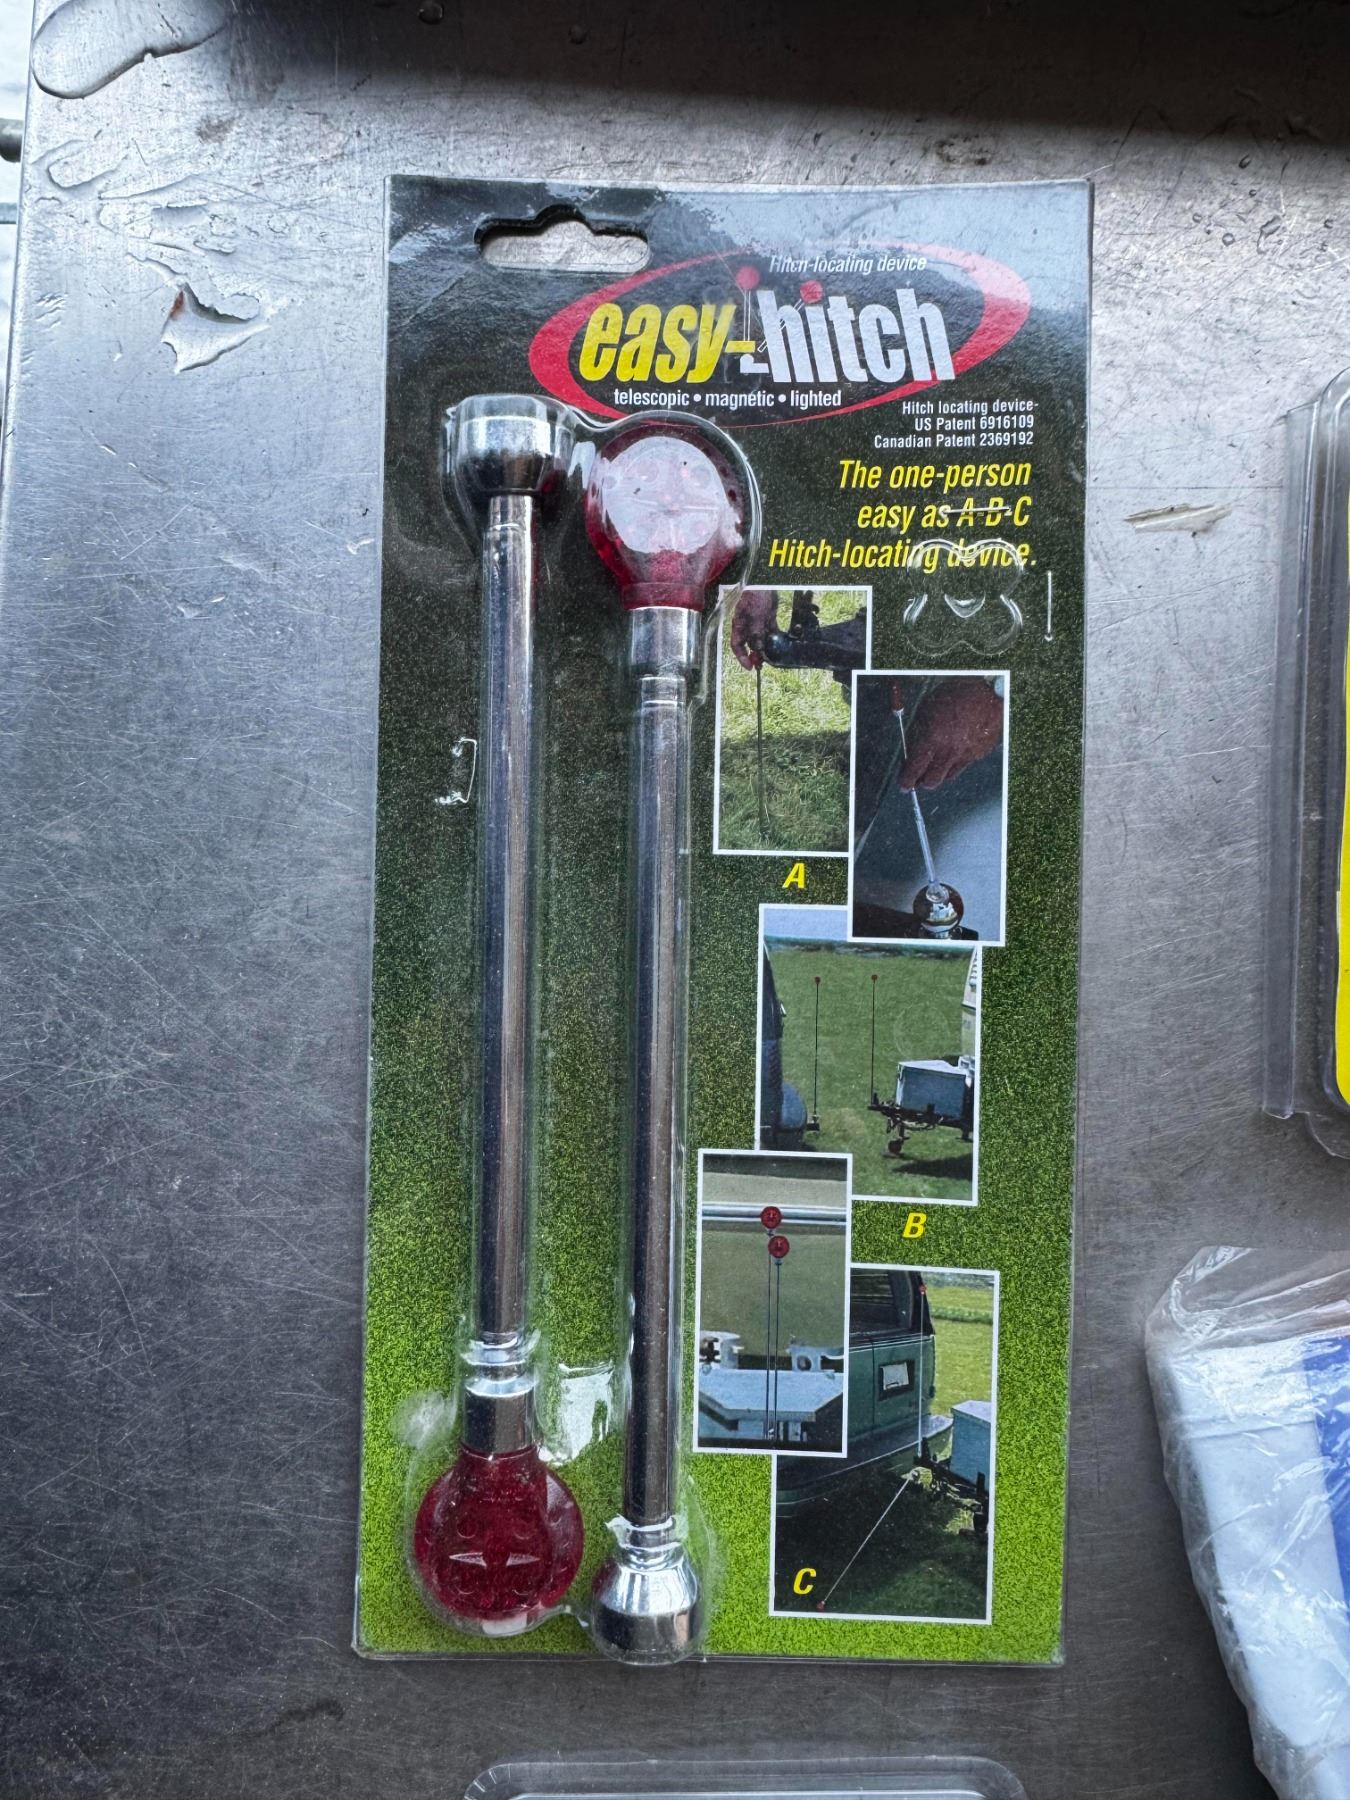 Hitch-locating device
easy-hitch
telescopic • magnetic • lighted
Hitch locating device-
US Patent 6916109
Canadian Patent 2369192
The one-person
easy as A-B-C
Hitch-locating device.
A
B
C